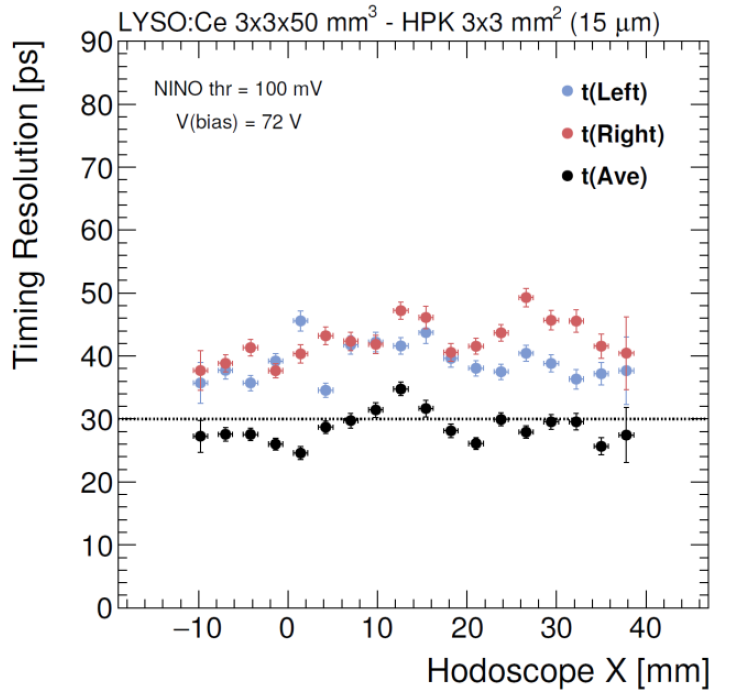 LYSO:Ce 3x3x50 mm³ - HPK 3x3 mm² (15 μm)
Timing Resolution [ps]
90
80
70
60
50
40
30
20
10
0
NINO thr = 100 mV
V(bias) = 72 V
t(Left)
t(Right)
t(Ave)
−10
0
10
20
30
40
Hodoscope X [mm]